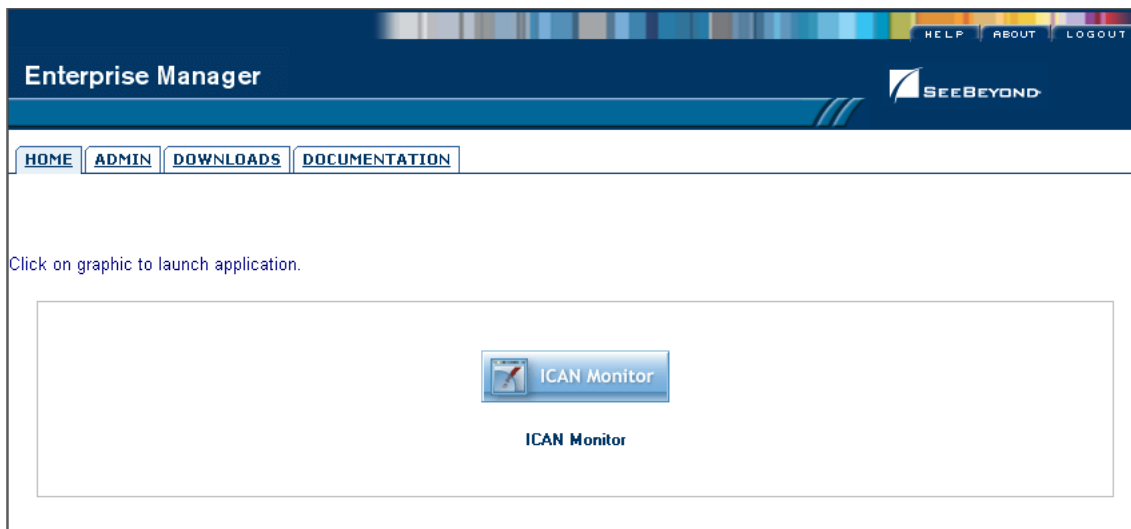 HELP ABOUT LOGOUT
Enterprise Manager
SEEBEYOND
HOME ADMIN DOWNLOADS DOCUMENTATION
Click on graphic to launch application.
ICAN Monitor
ICAN Monitor